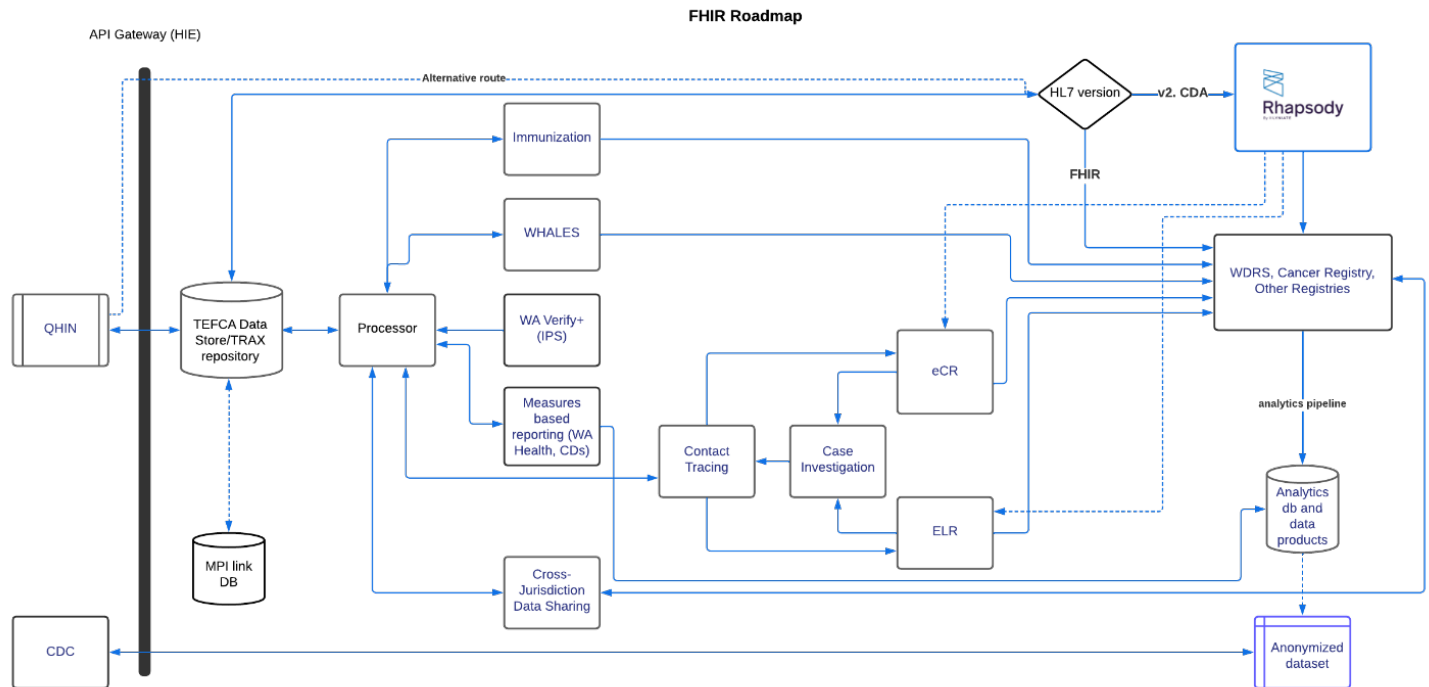 FHIR Roadmap
API Gateway (HIE)
Alternative route
HL7 version
v2. CDA
Rhapsody
Immunization
FHIR
WHALES
WDRS, Cancer Registry,
Other Registries
QHIN
TEFCA Data
Store/TRAX
repository
Processor
WA Verify+
(IPS)
eCR
Measures
based
reporting (WA
Health, CDs)
analytics pipeline
Contact
Tracing
Case
Investigation
Analytics
db and
data
products
ELR
MPI link
DB
Cross-
Jurisdiction
Data Sharing
CDC
Anonymized
dataset